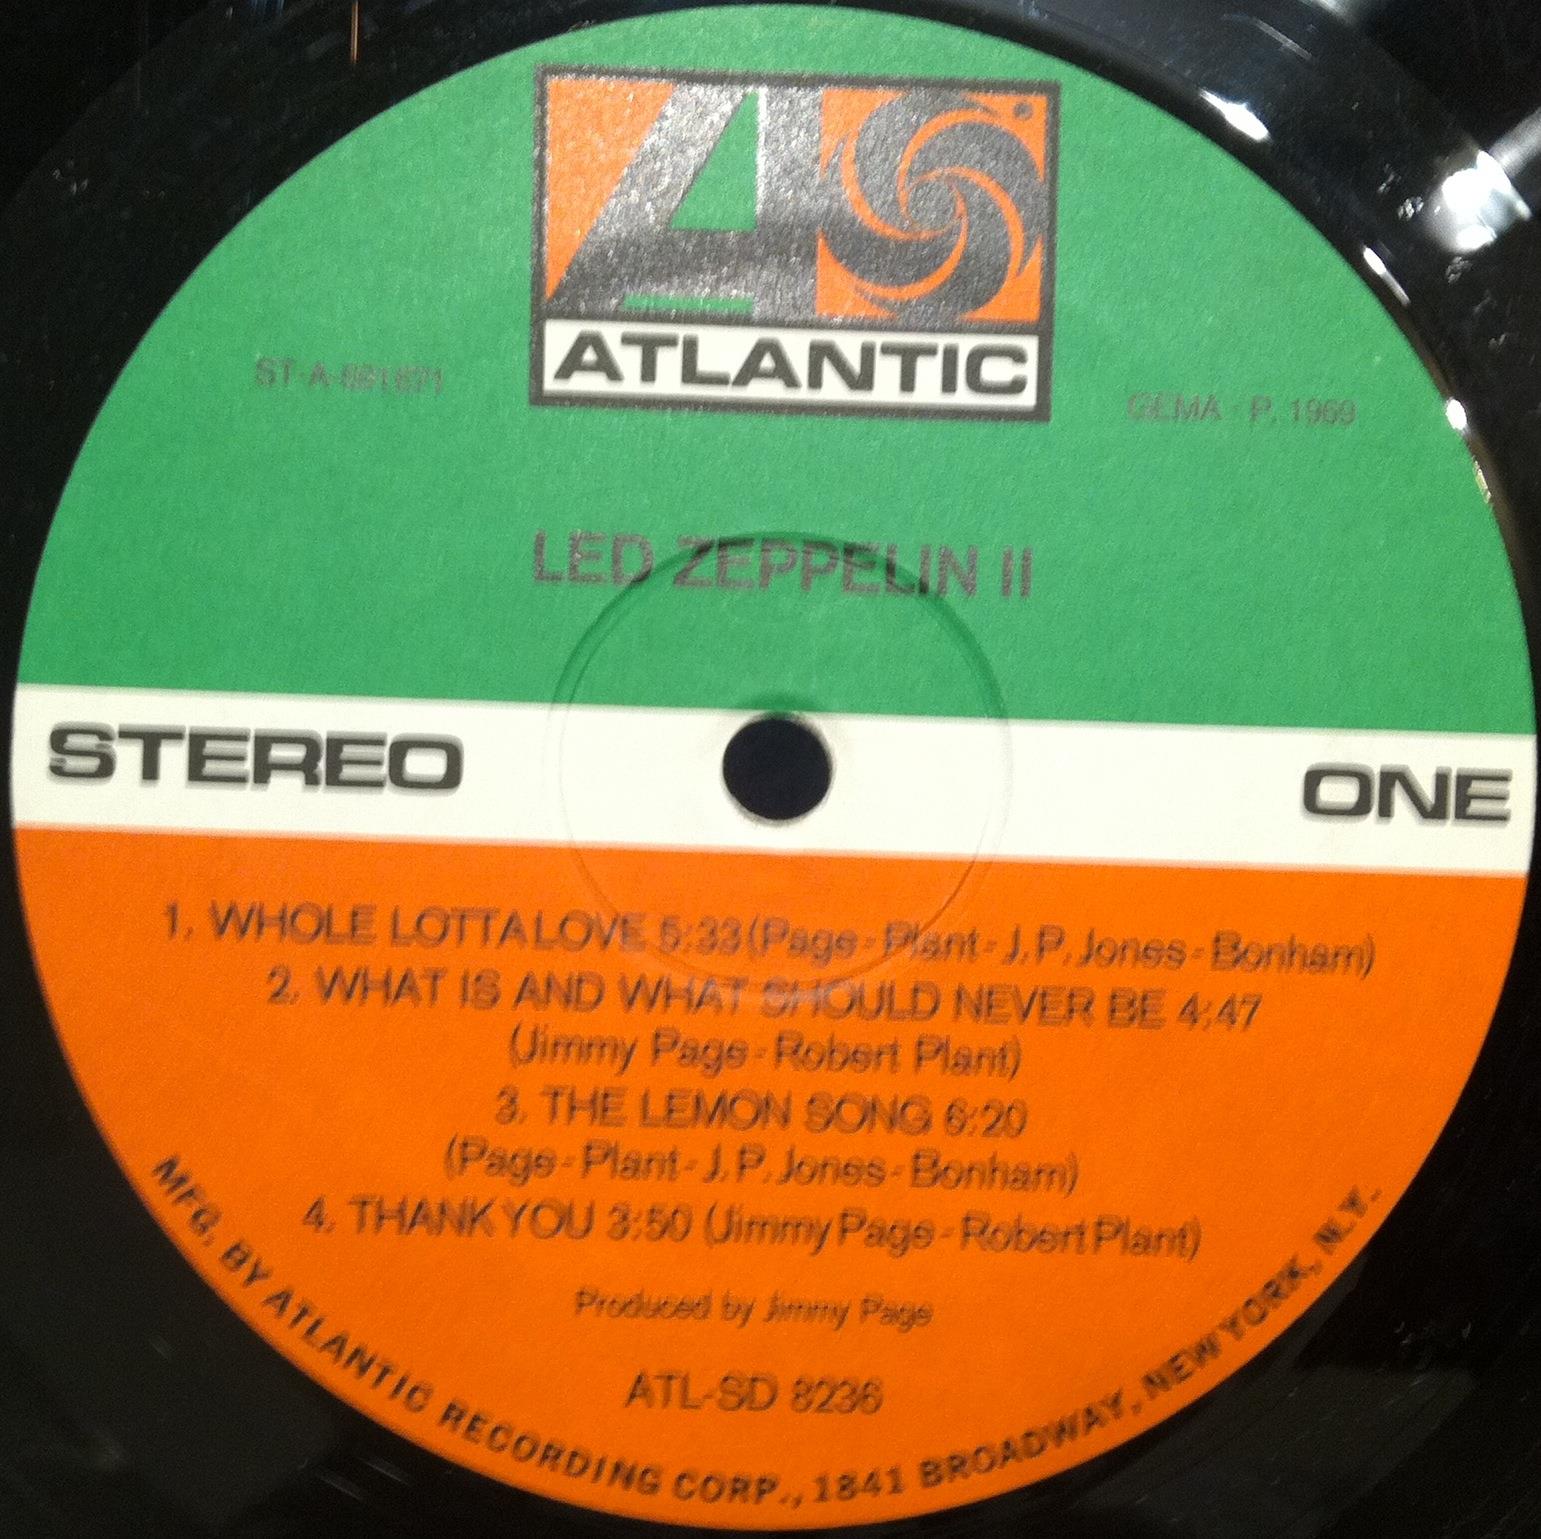 ATLANTIC
ST-A-691671
GEMA · P. 1969
LED ZEPPELIN II
STEREO
ONE
1. WHOLE LOTTA LOVE 5:33 (Page - Plant - J.P. Jones - Bonham)
2. WHAT IS AND WHAT SHOULD NEVER BE 4:47
(Jimmy Page - Robert Plant)
3. THE LEMON SONG 6:20
(Page - Plant - J.P. Jones - Bonham)
4. THANK YOU 3:50 (Jimmy Page - Robert Plant)
Produced by Jimmy Page
ATL-SD 8236
MFG. BY ATLANTIC RECORDING CORP., 1841 BROADWAY, NEW YORK, N.Y.